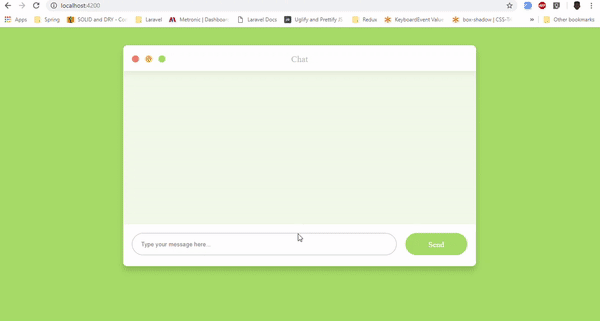 localhost:4200
Apps Spring SOLID and DRY - Co Laravel Metronic | Dashboar Laravel Docs Uglify and Prettify JS Redux KeyboardEvent Value box-shadow | CSS-Tr » Other bookmarks
Chat
Type your message here...
Send